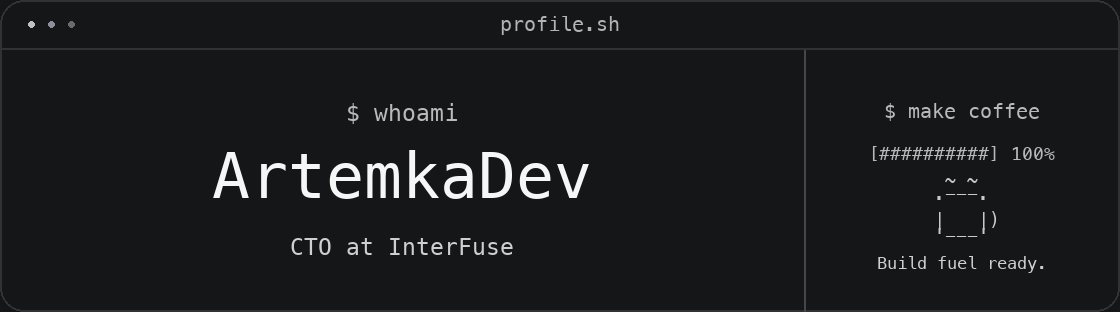 profile.sh
$ whoami
ArtemkaDev
CTO at InterFuse
$ make coffee
[##########] 100%
Build fuel ready.